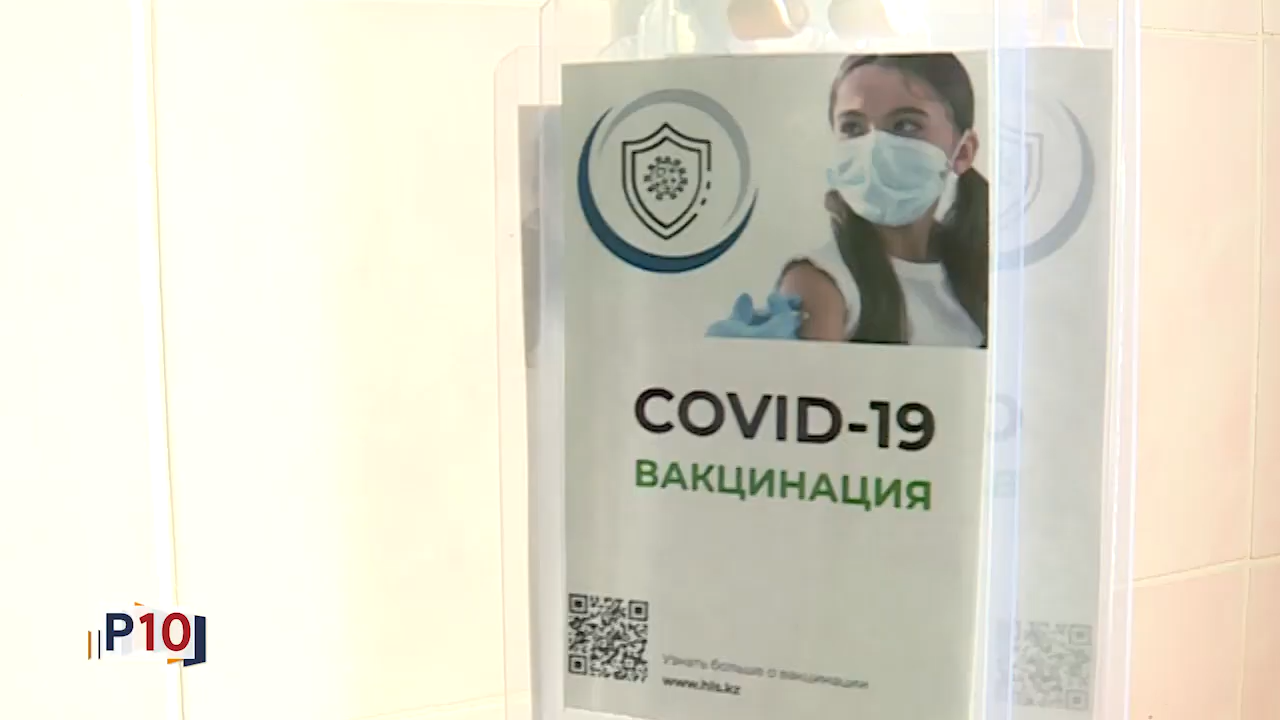 COVID-19
ВАКЦИНАЦИЯ
Узнать больше о вакцинации
www.hls.kz
P10